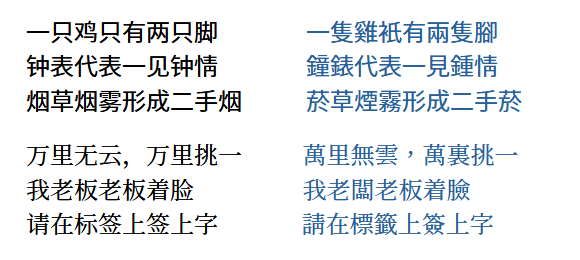 一只鸡只有两只脚
钟表代表一见钟情
烟草烟雾形成二手烟
万里无云，万里挑一
我老板老板着脸
请在标签上签上字
一隻雞衹有兩隻腳
鐘錶代表一見鍾情
菸草煙霧形成二手菸
萬里無雲，萬裏挑一
我老闆老板着臉
請在標籤上簽上字